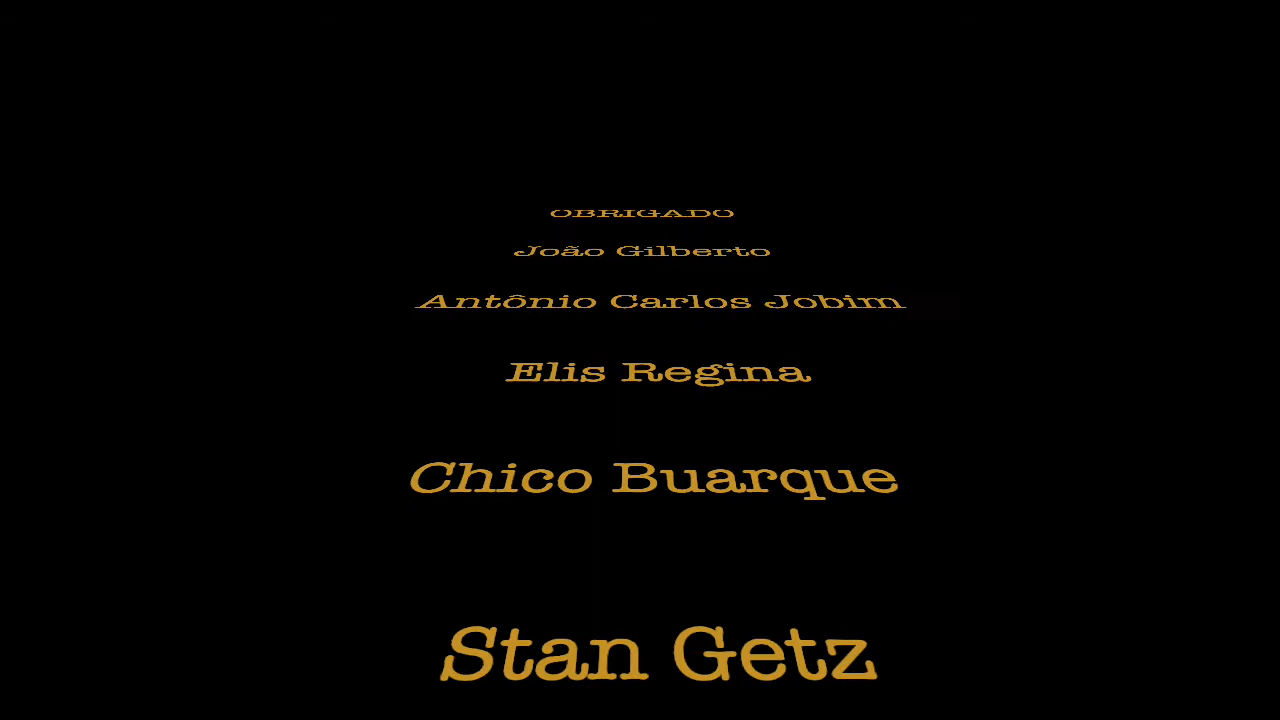 OBRIGADO
João Gilberto
Antônio Carlos Jobim
Elis Regina
Chico Buarque
Stan Getz